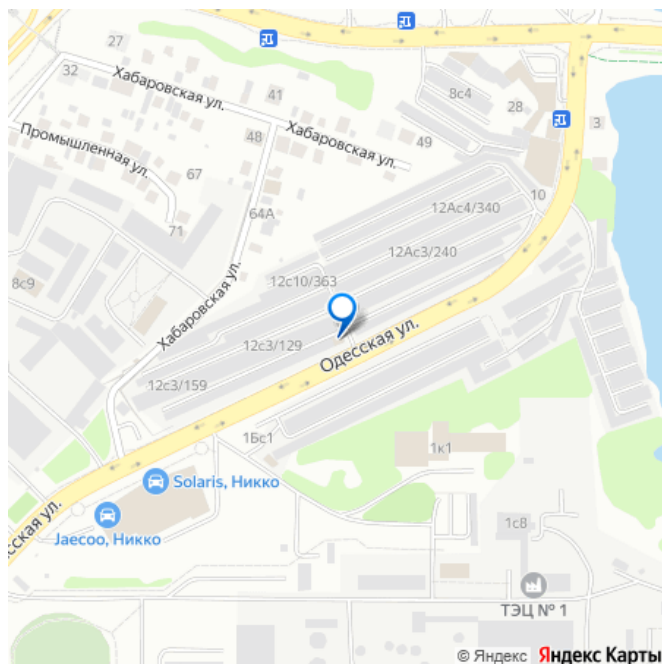 27
32
Хабаровская ул.
41
8с4
28
3
Промышленная ул.
48
Хабаровская ул.
49
67
10
64А
12Ас4/340
71
12Ас3/240
8с9
12с10/363
Хабаровская ул.
12с3/129
Одесская ул.
12с3/159
1Бс1
1к1
Solaris, Никко
Jaecoo, Никко
сская ул.
1с8
ТЭЦ № 1
© Яндекс Яндекс Карты